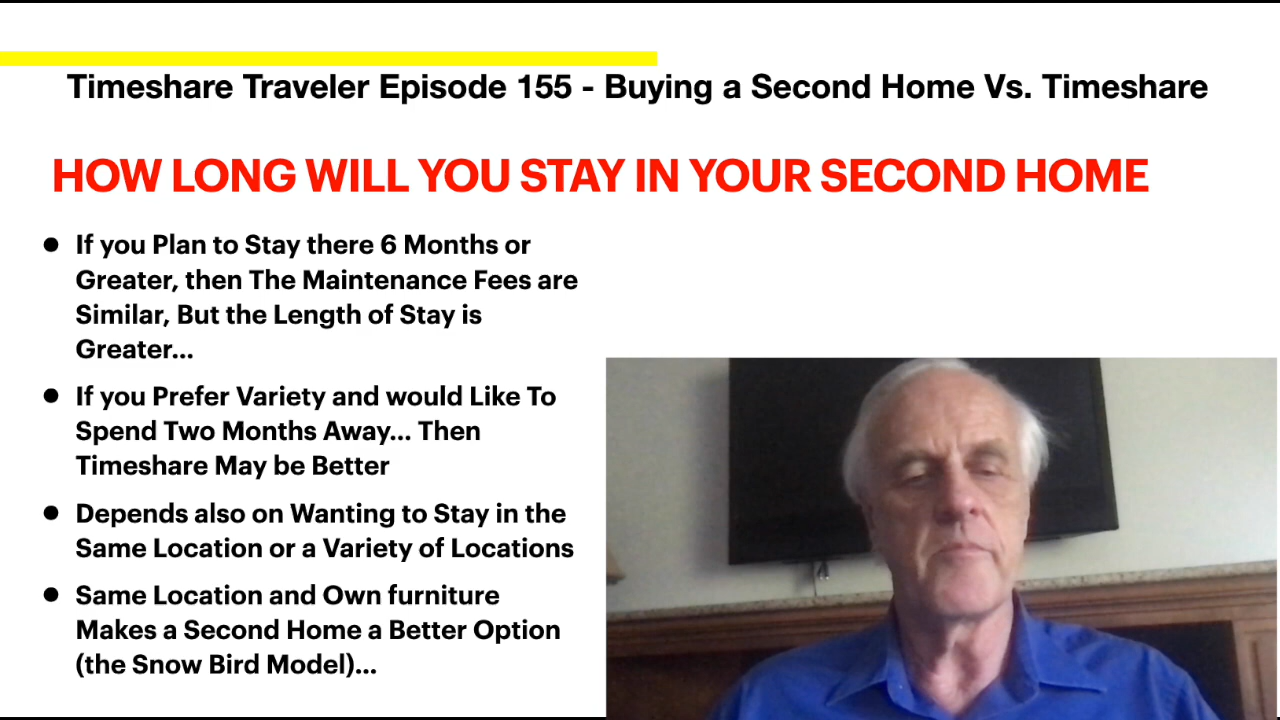 Timeshare Traveler Episode 155 - Buying a Second Home Vs. Timeshare
HOW LONG WILL YOU STAY IN YOUR SECOND HOME
● If you Plan to Stay there 6 Months or
Greater, then The Maintenance Fees are
Similar, But the Length of Stay is
Greater...
● If you Prefer Variety and would Like To
Spend Two Months Away... Then
Timeshare May be Better
● Depends also on Wanting to Stay in the
Same Location or a Variety of Locations
● Same Location and Own furniture
Makes a Second Home a Better Option
(the Snow Bird Model)...